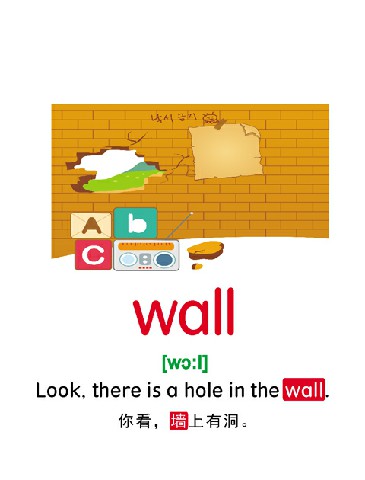 A b
C
wall
[wɔ:l]
Look, there is a hole in the wall.
你看，墙上有洞。